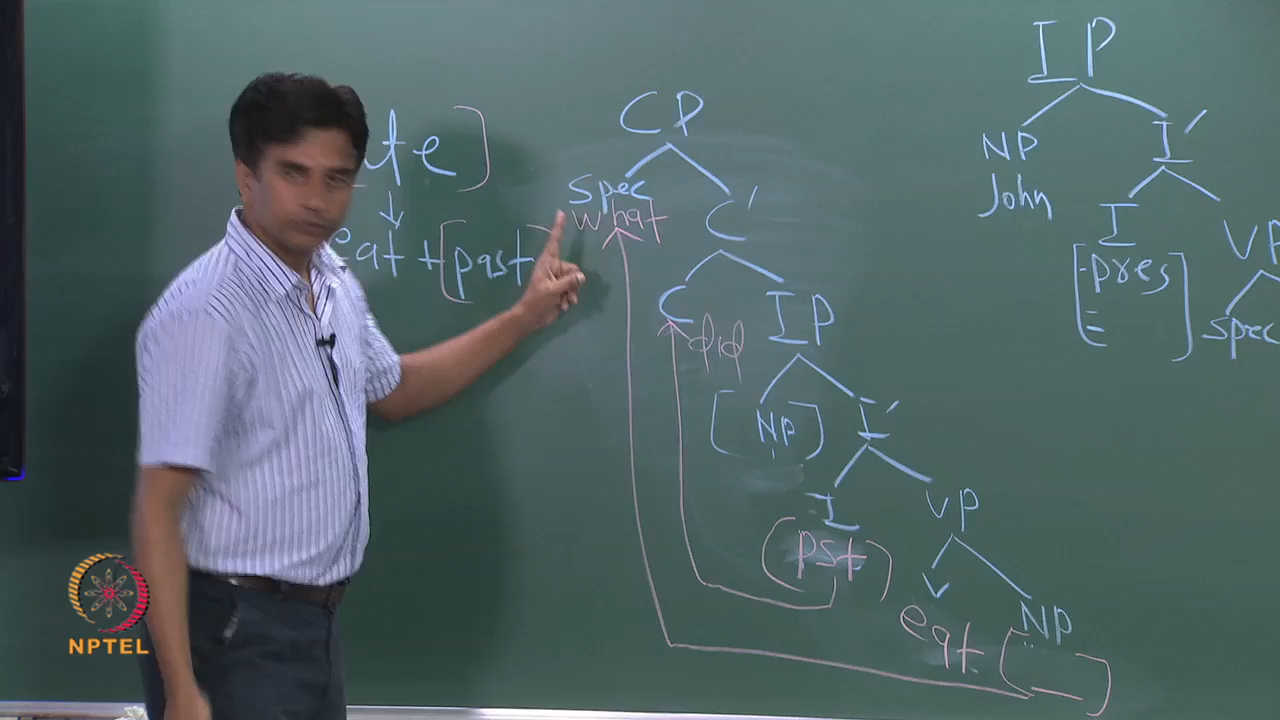 eat + [past]
CP
Spec C'
what
C IP
did
[NP] I'
I VP
(pst)
V NP
eat [__]
IP
NP I'
John
I VP
[-pres]
Spec
NPTEL